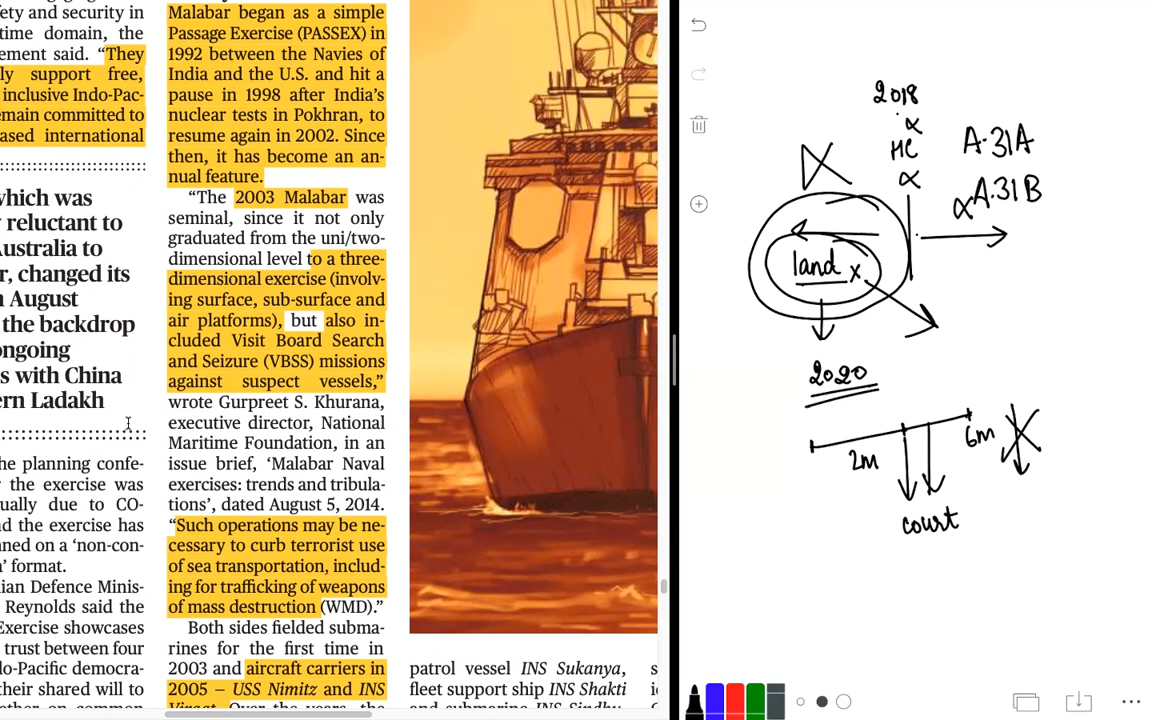 fety and security in
time domain, the
ement said. “They
ly support free,
inclusive Indo-Pac-
emain committed to
ased international
which was
reluctant to
Australia to
r, changed its
August
the backdrop
ongoing
s with China
ern Ladakh
he planning confe-
the exercise was
ually due to CO-
nd the exercise has
ned on a ‘non-con-
’ format.
ian Defence Minis-
Reynolds said the
Exercise showcases
trust between four
lo-Pacific democra-
their shared will to
Malabar began as a simple
Passage Exercise (PASSEX) in
1992 between the Navies of
India and the U.S. and hit a
pause in 1998 after India’s
nuclear tests in Pokhran, to
resume again in 2002. Since
then, it has become an an-
nual feature.
“The 2003 Malabar was
seminal, since it not only
graduated from the uni/two-
dimensional level to a three-
dimensional exercise (involv-
ing surface, sub-surface and
air platforms), but also in-
cluded Visit Board Search
and Seizure (VBSS) missions
against suspect vessels,”
wrote Gurpreet S. Khurana,
executive director, National
Maritime Foundation, in an
issue brief, ‘Malabar Naval
exercises: trends and tribula-
tions’, dated August 5, 2014.
“Such operations may be ne-
cessary to curb terrorist use
of sea transportation, includ-
ing for trafficking of weapons
of mass destruction (WMD).”
Both sides fielded subma-
rines for the first time in
2003 and aircraft carriers in
2005 – USS Nimitz and INS
patrol vessel INS Sukanya,
fleet support ship INS Shakti
2018
HC
A.31A
A.31B
land x
2020
2m
6m
court